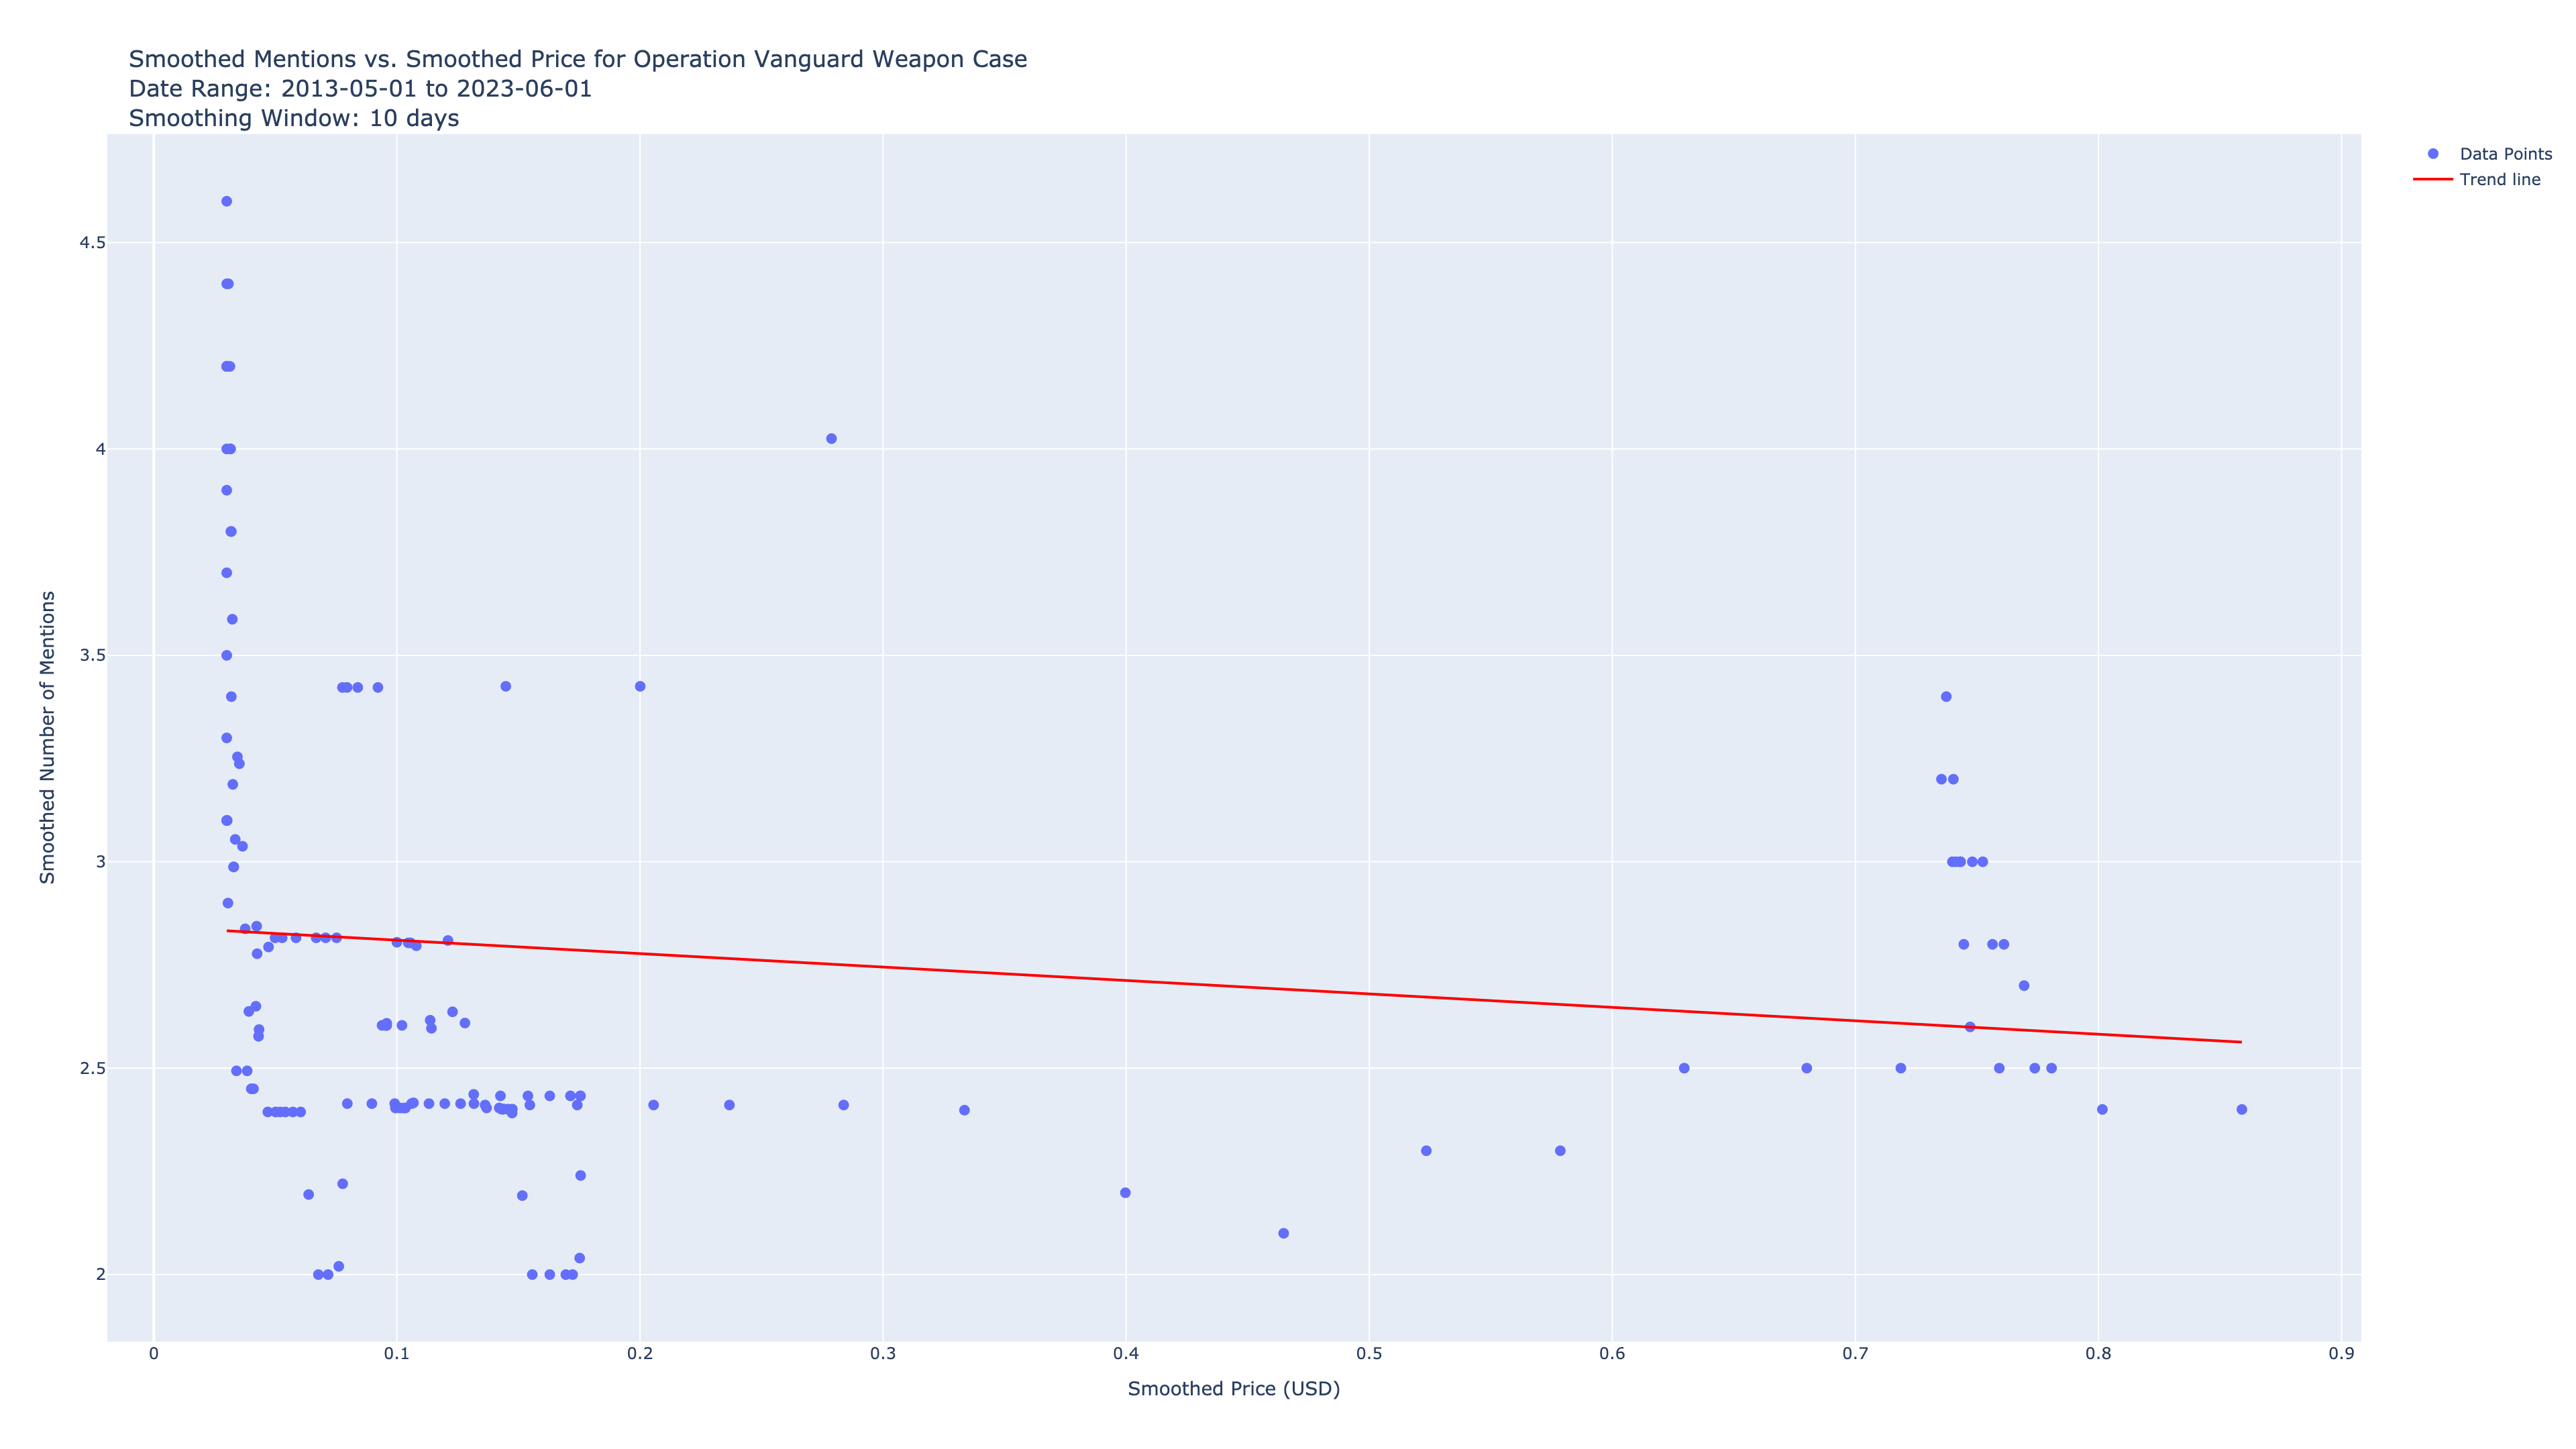 Smoothed Mentions vs. Smoothed Price for Operation Vanguard Weapon Case
Date Range: 2013-05-01 to 2023-06-01
Smoothing Window: 10 days
Data Points
Trend line
Smoothed Number of Mentions
4.5
4
3.5
3
2.5
2
0
0.1
0.2
0.3
0.4
0.5
0.6
0.7
0.8
0.9
Smoothed Price (USD)